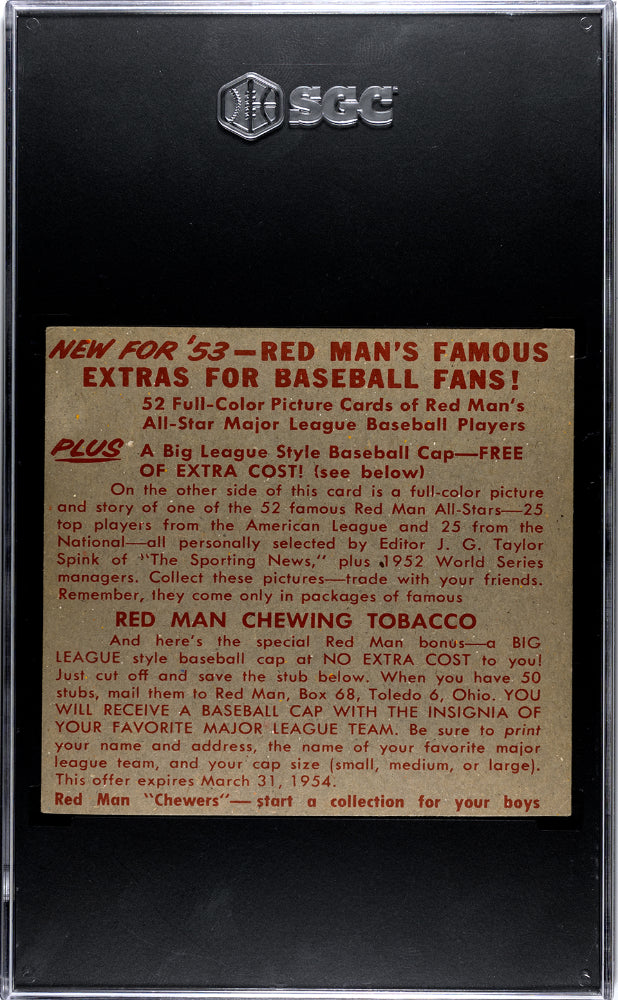 SGC
NEW FOR '53—RED MAN'S FAMOUS
EXTRAS FOR BASEBALL FANS!
52 Full-Color Picture Cards of Red Man's
All-Star Major League Baseball Players
PLUS A Big League Style Baseball Cap—FREE
OF EXTRA COST! (see below)
On the other side of this card is a full-color picture
and story of one of the 52 famous Red Man All-Stars—25
top players from the American League and 25 from the
National—all personally selected by Editor J. G. Taylor
Spink of "The Sporting News," plus 1952 World Series
managers. Collect these pictures—trade with your friends.
Remember, they come only in packages of famous
RED MAN CHEWING TOBACCO
And here's the special Red Man bonus—a BIG
LEAGUE style baseball cap at NO EXTRA COST to you!
Just cut off and save the stub below. When you have 50
stubs, mail them to Red Man, Box 68, Toledo 6, Ohio. YOU
WILL RECEIVE A BASEBALL CAP WITH THE INSIGNIA OF
YOUR FAVORITE MAJOR LEAGUE TEAM. Be sure to print
your name and address, the name of your favorite major
league team, and your cap size (small, medium, or large).
This offer expires March 31, 1954.
Red Man "Chewers"—start a collection for your boys